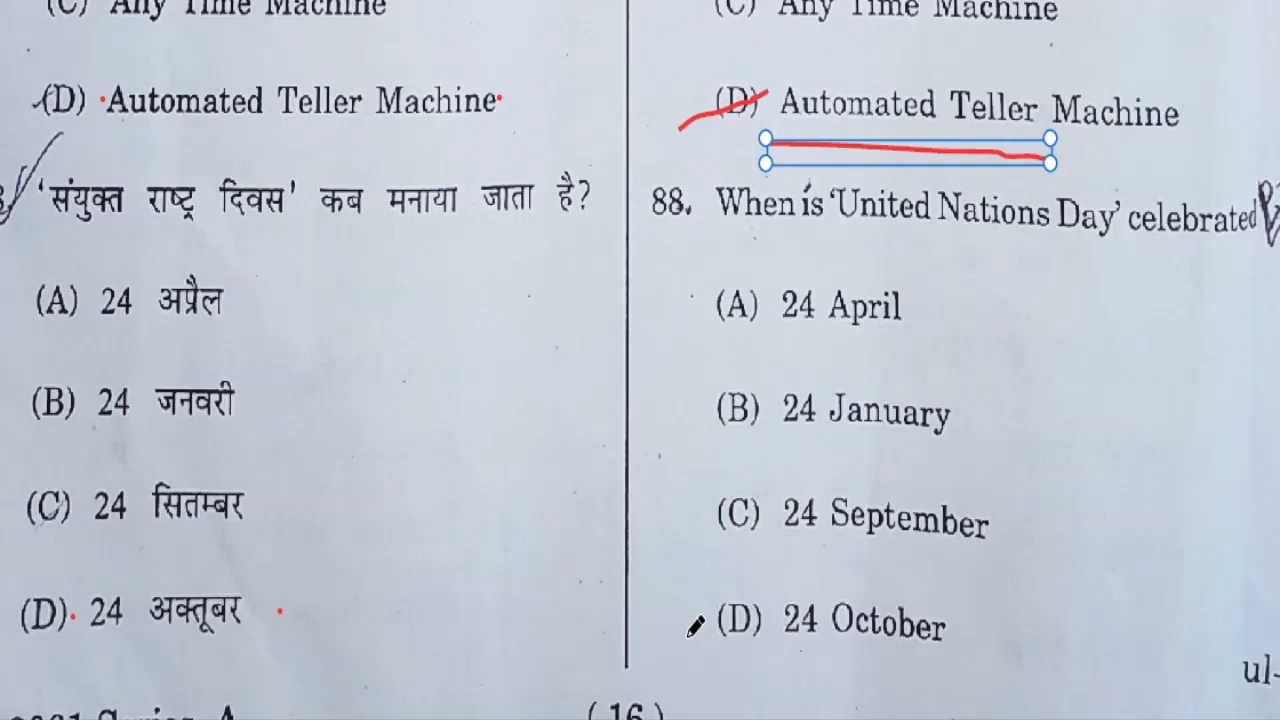 (C) Any Time Machine
(D) Automated Teller Machine
'संयुक्त राष्ट्र दिवस' कब मनाया जाता है?
(A) 24 अप्रैल
(B) 24 जनवरी
(C) 24 सितम्बर
(D) 24 अक्तूबर
(C) Any Time Machine
(D) Automated Teller Machine
88. When is 'United Nations Day' celebrated
(A) 24 April
(B) 24 January
(C) 24 September
(D) 24 October
ul-
(16)